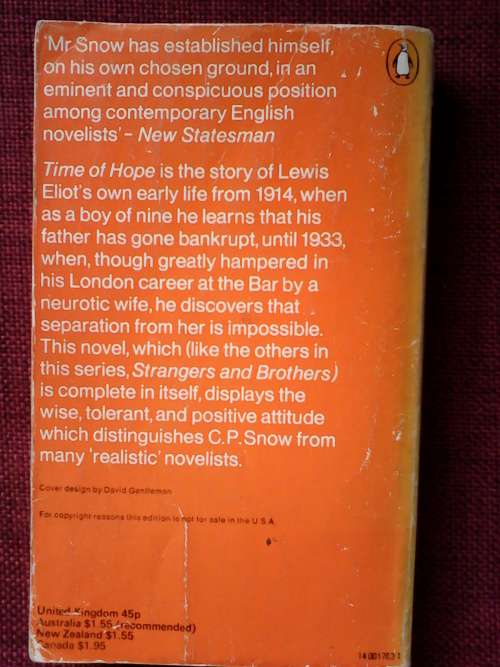 'Mr Snow has established himself,
on his own chosen ground, in an
eminent and conspicuous position
among contemporary English
novelists' – New Statesman
Time of Hope is the story of Lewis
Eliot's own early life from 1914, when
as a boy of nine he learns that his
father has gone bankrupt, until 1933,
when, though greatly hampered in
his London career at the Bar by a
neurotic wife, he discovers that
separation from her is impossible.
This novel, which (like the others in
this series, Strangers and Brothers)
is complete in itself, displays the
wise, tolerant, and positive attitude
which distinguishes C.P. Snow from
many 'realistic' novelists.
Cover design by David Gentleman
For copyright reasons this edition is not for sale in the U.S.A.
United Kingdom 45p
Australia $1.55 (recommended)
New Zealand $1.55
Canada $1.95